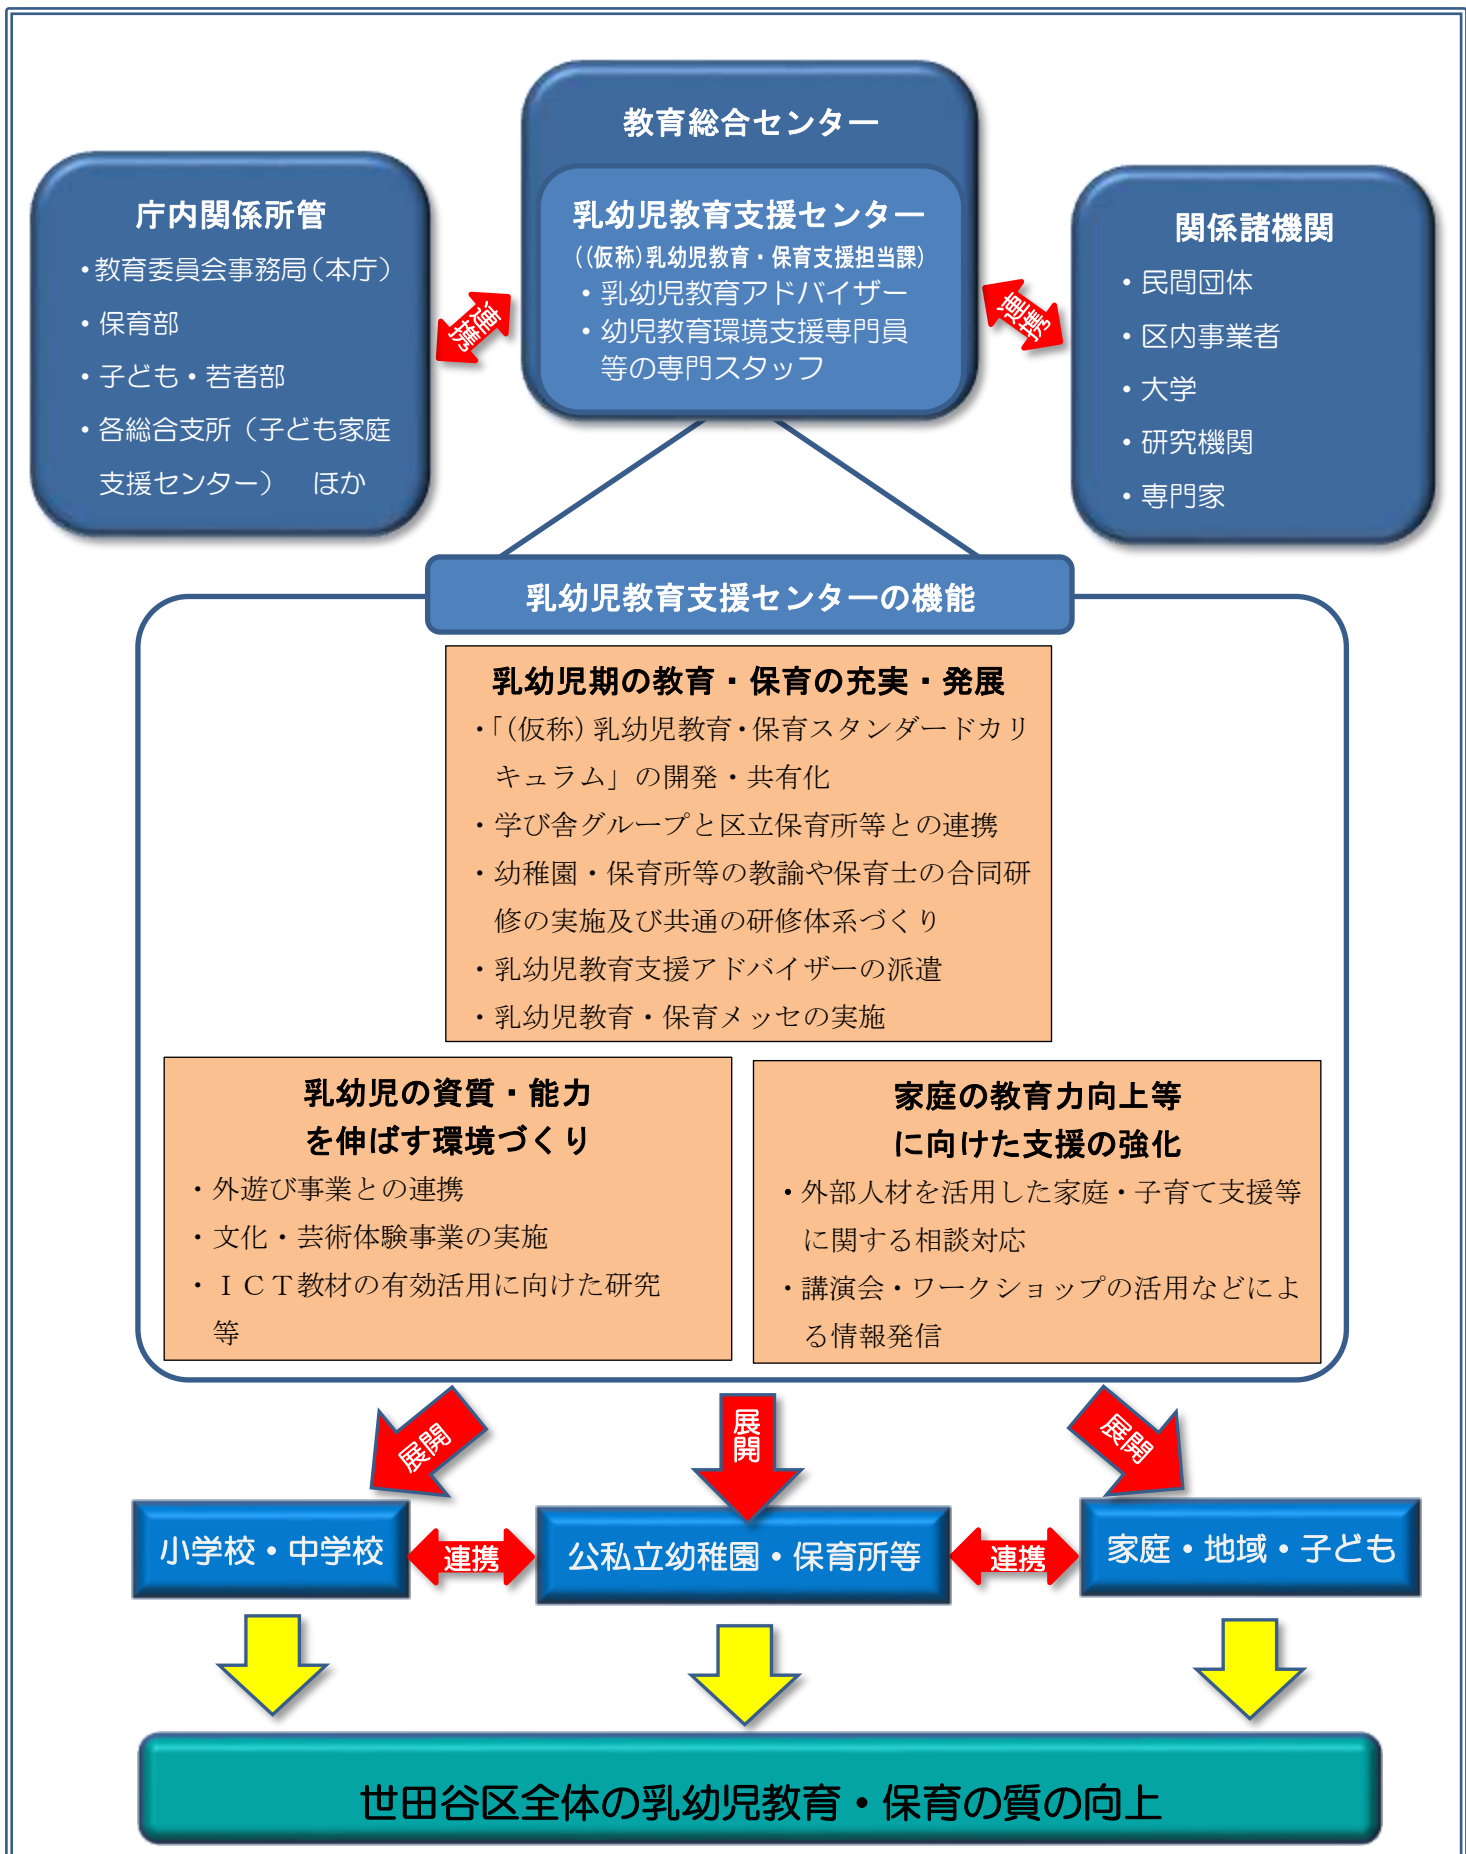 教育総合センター
乳幼児教育支援センター
((仮称)乳幼児教育・保育支援担当課)
・乳幼児教育アドバイザー
・幼児教育環境支援専門員
等の専門スタッフ
庁内関係所管
・教育委員会事務局(本庁)
・保育部
・子ども・若者部
・各総合支所(子ども家庭
支援センター) ほか
連携
連携
関係諸機関
・民間団体
・区内事業者
・大学
・研究機関
・専門家
乳幼児教育支援センターの機能
乳幼児期の教育・保育の充実・発展
・「(仮称)乳幼児教育・保育スタンダードカリ
キュラム」の開発・共有化
・学び舎グループと区立保育所等との連携
・幼稚園・保育所等の教諭や保育士の合同研
修の実施及び共通の研修体系づくり
・乳幼児教育支援アドバイザーの派遣
・乳幼児教育・保育メッセの実施
乳幼児の資質・能力
を伸ばす環境づくり
・外遊び事業との連携
・文化・芸術体験事業の実施
・ICT教材の有効活用に向けた研究
等
家庭の教育力向上等
に向けた支援の強化
・外部人材を活用した家庭・子育て支援等
に関する相談対応
・講演会・ワークショップの活用などによ
る情報発信
展開
展開
展開
小学校・中学校
連携
公私立幼稚園・保育所等
連携
家庭・地域・子ども
世田谷区全体の乳幼児教育・保育の質の向上